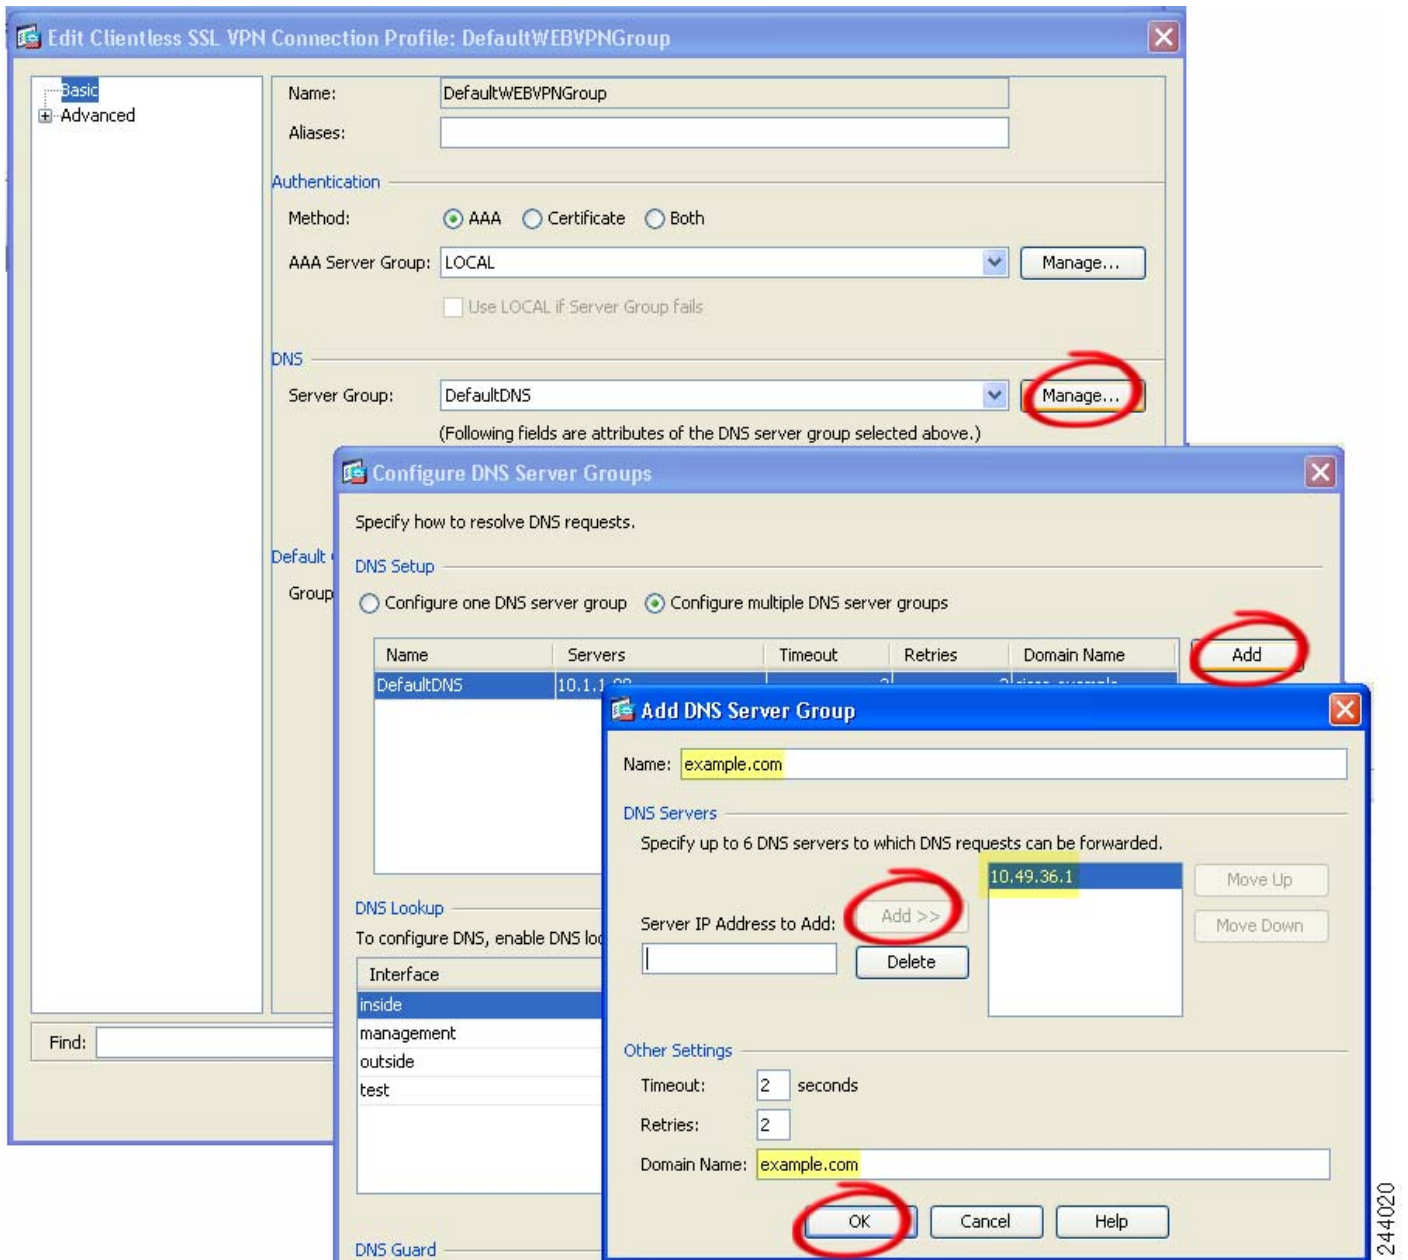 Edit Clientless SSL VPN Connection Profile: DefaultWEBVPNGroup
Basic
Advanced
Name: DefaultWEBVPNGroup
Aliases:
Authentication
Method: AAA Certificate Both
AAA Server Group: LOCAL Manage...
Use LOCAL if Server Group fails
DNS
Server Group: DefaultDNS Manage...
(Following fields are attributes of the DNS server group selected above.)
Default
Group
Find:
Configure DNS Server Groups
Specify how to resolve DNS requests.
DNS Setup
Configure one DNS server group Configure multiple DNS server groups
Name Servers Timeout Retries Domain Name Add
DefaultDNS
DNS Lookup
To configure DNS, enable DNS
Interface
inside
management
outside
test
DNS Guard
Add DNS Server Group
Name: example.com
DNS Servers
Specify up to 6 DNS servers to which DNS requests can be forwarded.
10.49.36.1 Move Up
Server IP Address to Add: Add >> Move Down
Delete
Other Settings
Timeout: 2 seconds
Retries: 2
Domain Name: example.com
OK Cancel Help
244020